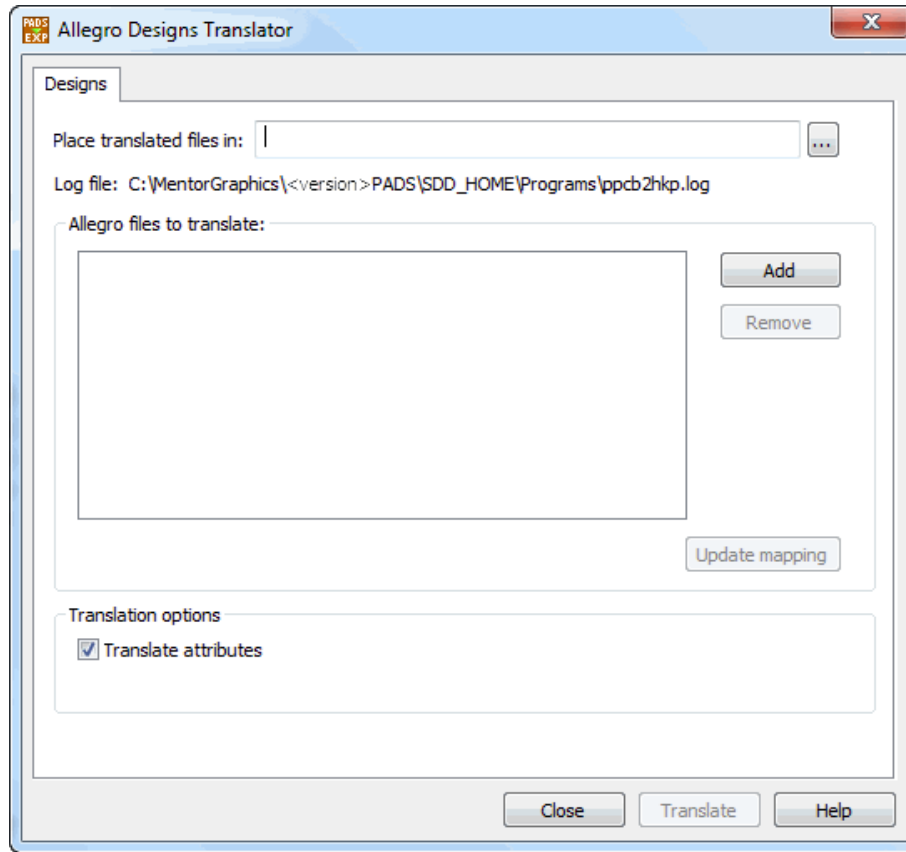 PADS
EXP
Allegro Designs Translator
X
Designs
Place translated files in:
...
Log file: C:\MentorGraphics\<version>PADS\SDD_HOME\Programs\ppcb2hkp.log
Allegro files to translate:
Add
Remove
Update mapping
Translation options
Translate attributes
Close Translate Help